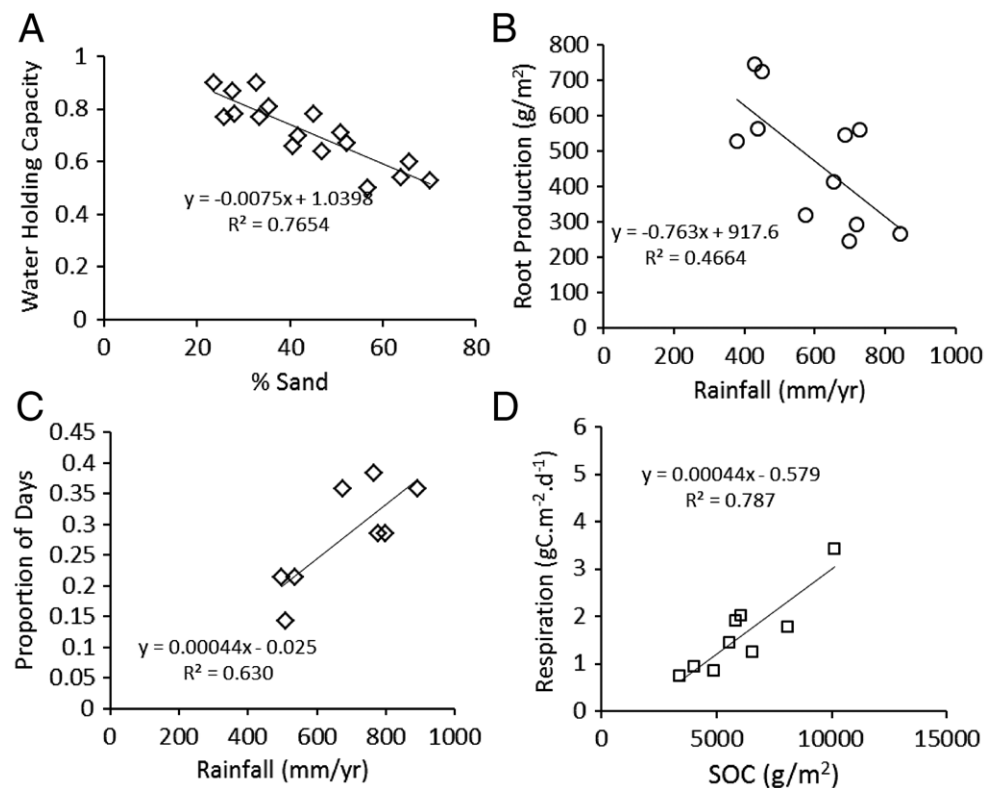 A
Water Holding Capacity
1
0.8
0.6
0.4
0.2
0
y = -0.0075x + 1.0398
R² = 0.7654
0 20 40 60 80
% Sand
B
Root Production (g/m²)
800
700
600
500
400
300
200
100
0
y = -0.763x + 917.6
R² = 0.4664
0 200 400 600 800 1000
Rainfall (mm/yr)
C
Proportion of Days
0.45
0.4
0.35
0.3
0.25
0.2
0.15
0.1
0.05
0
y = 0.00044x - 0.025
R² = 0.630
0 200 400 600 800 1000
Rainfall (mm/yr)
D
Respiration (gC.m⁻².d⁻¹)
6
5
4
3
2
1
0
y = 0.00044x - 0.579
R² = 0.787
0 5000 10000 15000
SOC (g/m²)